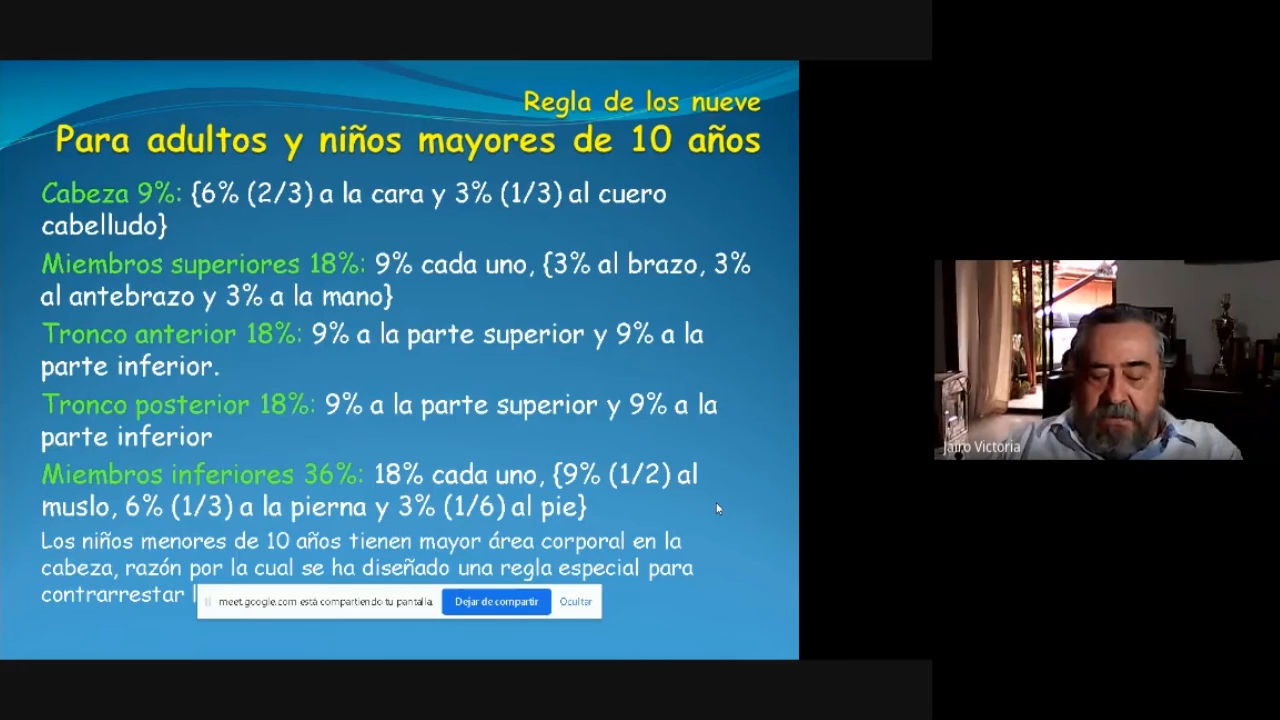 Regla de los nueve
Para adultos y niños mayores de 10 años
Cabeza 9%: {6% (2/3) a la cara y 3% (1/3) al cuero
cabelludo}
Miembros superiores 18%: 9% cada uno, {3% al brazo, 3%
al antebrazo y 3% a la mano}
Tronco anterior 18%: 9% a la parte superior y 9% a la
parte inferior.
Tronco posterior 18%: 9% a la parte superior y 9% a la
parte inferior
Miembros inferiores 36%: 18% cada uno, {9% (1/2) al
muslo, 6% (1/3) a la pierna y 3% (1/6) al pie}
Los niños menores de 10 años tienen mayor área corporal en la
cabeza, razón por la cual se ha diseñado una regla especial para
contrarrestar
meet.google.com está compartiendo tu pantalla.
Dejar de compartir
Ocultar
Jairo Victoria